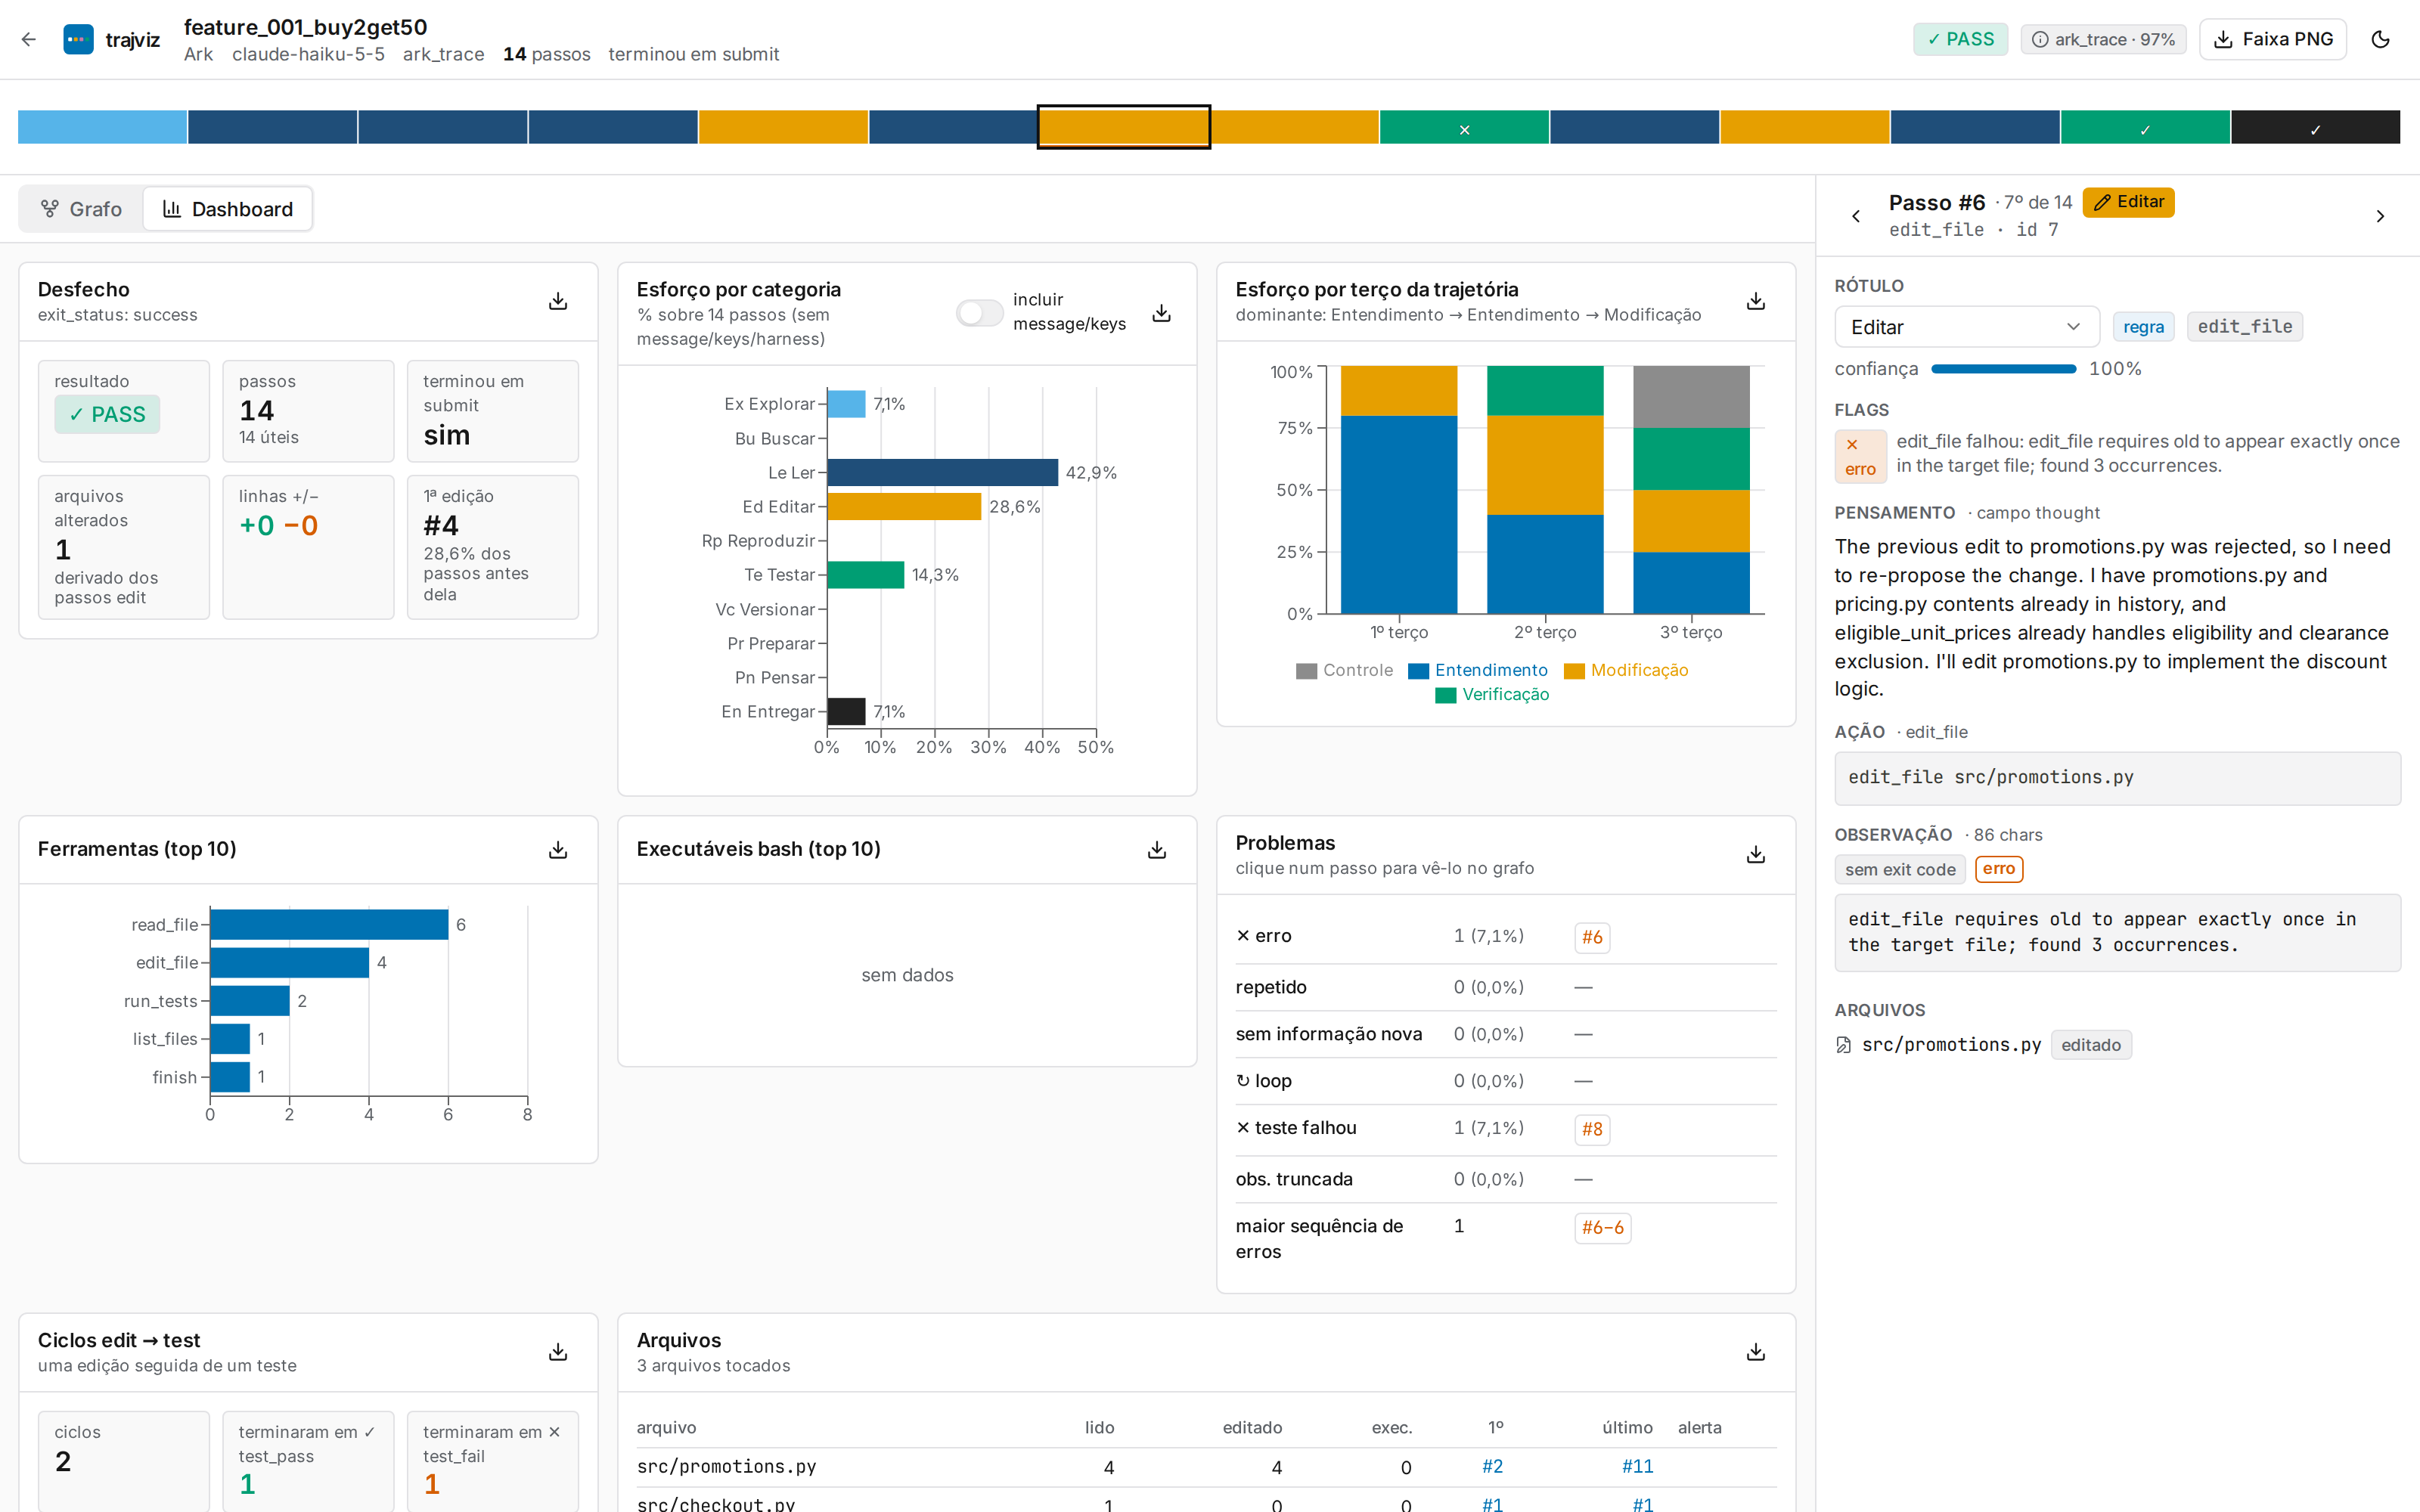 trajviz
feature_001_buy2get50
Ark claude-haiku-5-5 ark_trace 14 passos terminou em submit
✓ PASS
ark_trace · 97%
Faixa PNG
✕
✓
✓
Grafo
Dashboard
Desfecho
exit_status: success
resultado
✓ PASS
passos
14
14 úteis
terminou em
submit
sim
arquivos
alterados
1
derivado dos
passos edit
linhas +/−
+0 −0
1ª edição
#4
28,6% dos
passos antes
dela
Esforço por categoria
% sobre 14 passos (sem
message/keys/harness)
incluir
message/keys
Ex Explorar 7,1%
Bu Buscar
Le Ler 42,9%
Ed Editar 28,6%
Rp Reproduzir
Te Testar 14,3%
Vc Versionar
Pr Preparar
Pn Pensar
En Entregar 7,1%
0% 10% 20% 30% 40% 50%
Esforço por terço da trajetória
dominante: Entendimento → Entendimento → Modificação
100%
75%
50%
25%
0%
1º terço 2º terço 3º terço
Controle Entendimento Modificação
Verificação
Ferramentas (top 10)
read_file 6
edit_file 4
run_tests 2
list_files 1
finish 1
0 2 4 6 8
Executáveis bash (top 10)
sem dados
Problemas
clique num passo para vê-lo no grafo
✕ erro 1 (7,1%) #6
repetido 0 (0,0%) —
sem informação nova 0 (0,0%) —
↻ loop 0 (0,0%) —
✕ teste falhou 1 (7,1%) #8
obs. truncada 0 (0,0%) —
maior sequência de 1 #6–6
erros
Ciclos edit → test
uma edição seguida de um teste
ciclos
2
terminaram em ✓
test_pass
1
terminaram em ✕
test_fail
1
Arquivos
3 arquivos tocados
arquivo lido editado exec. 1º último alerta
src/promotions.py 4 4 0 #2 #11
src/checkout.py 1 0 0 #1 #1
Passo #6 · 7º de 14 Editar
edit_file · id 7
RÓTULO
Editar
regra
edit_file
confiança 100%
FLAGS
✕
erro
edit_file falhou: edit_file requires old to appear exactly once
in the target file; found 3 occurrences.
PENSAMENTO · campo thought
The previous edit to promotions.py was rejected, so I need
to re-propose the change. I have promotions.py and
pricing.py contents already in history, and
eligible_unit_prices already handles eligibility and clearance
exclusion. I'll edit promotions.py to implement the discount
logic.
AÇÃO · edit_file
edit_file src/promotions.py
OBSERVAÇÃO · 86 chars
sem exit code
erro
edit_file requires old to appear exactly once in
the target file; found 3 occurrences.
ARQUIVOS
src/promotions.py editado